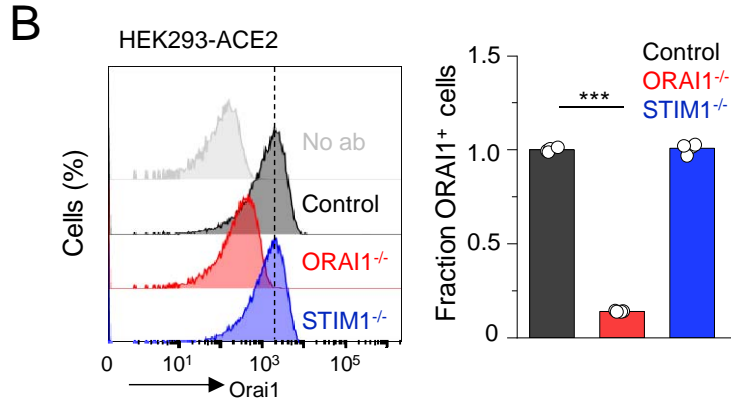 B
HEK293-ACE2
Cells (%)
No ab
Control
ORAI1-/-
STIM1-/-
0 10¹ 10³ 10⁵
Orai1
Fraction ORAI1⁺ cells
1.5
1.0
0.5
0
Control
ORAI1-/-
STIM1-/-
***